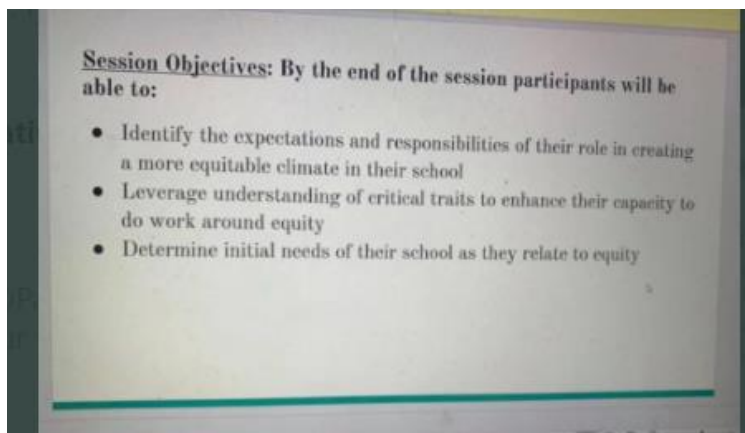 Session Objectives: By the end of the session participants will be
able to:
● Identify the expectations and responsibilities of their role in creating
a more equitable climate in their school
● Leverage understanding of critical traits to enhance their capacity to
do work around equity
● Determine initial needs of their school as they relate to equity